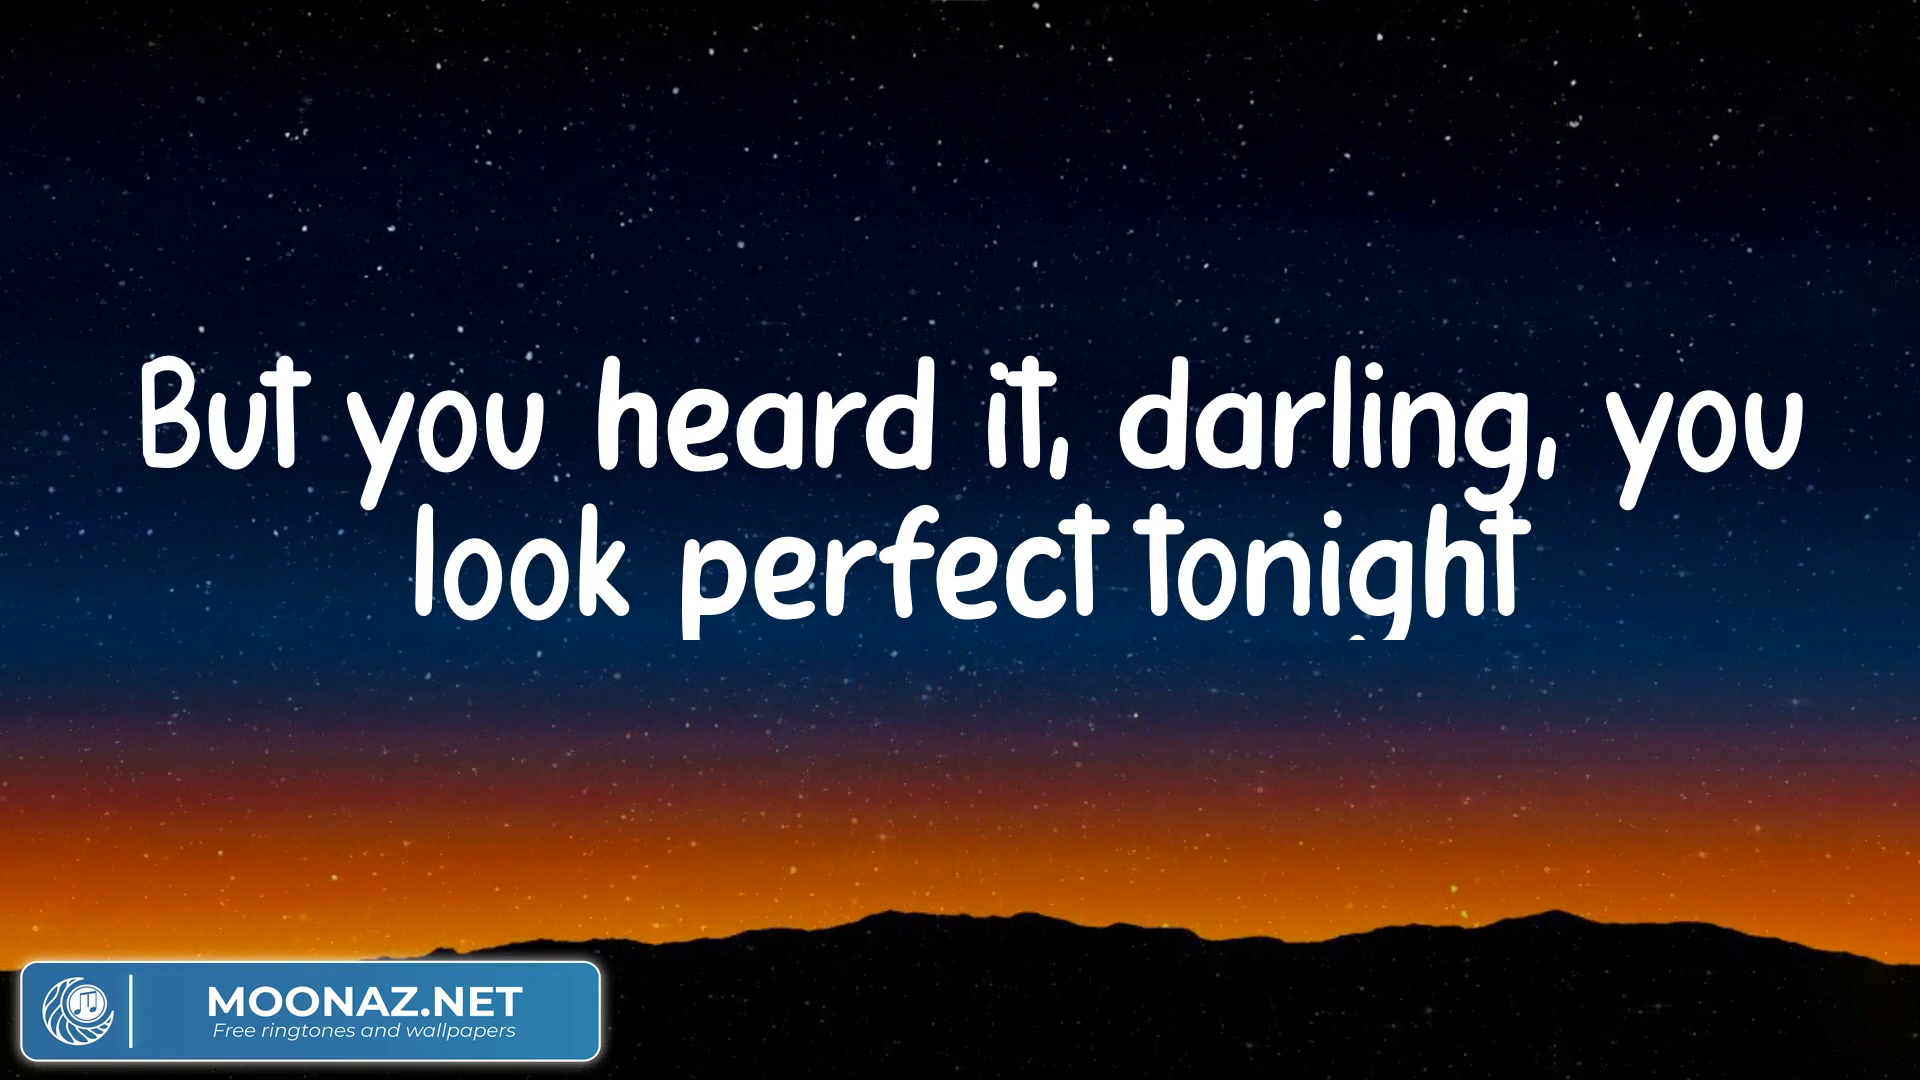 But you heard it, darling, you
look perfect tonight
MOONAZ.NET
Free ringtones and wallpapers